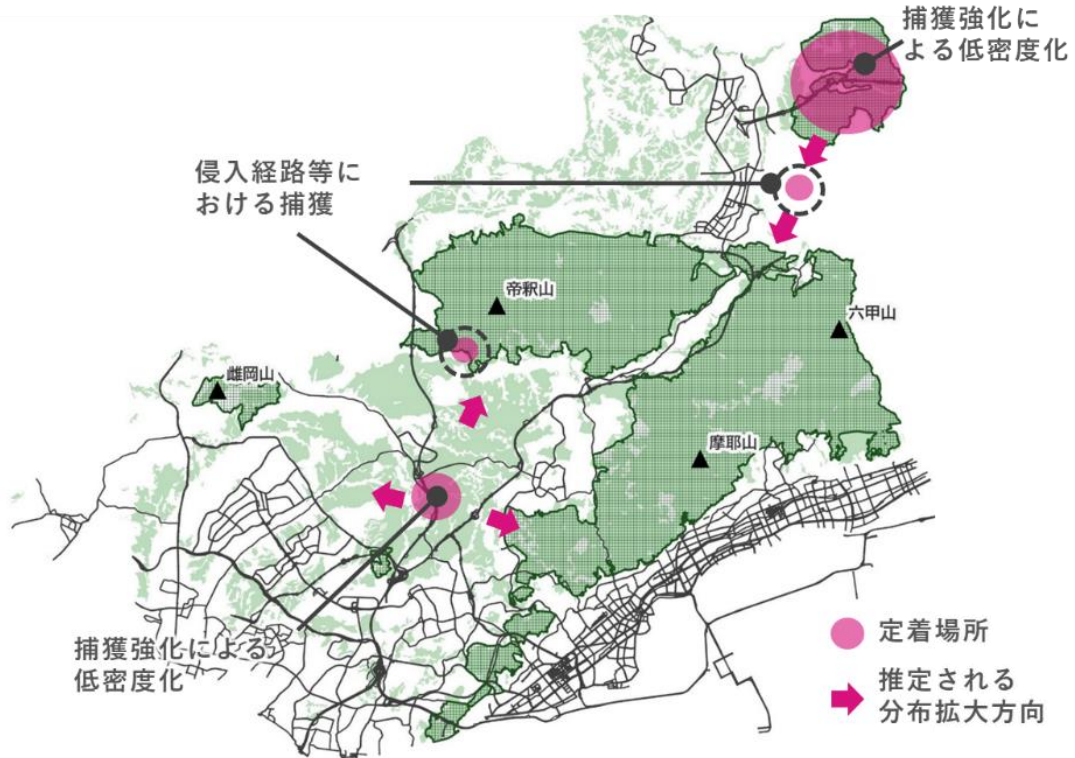 捕獲強化に
よる低密度化
侵入経路等に
おける捕獲
帝釈山
六甲山
雌岡山
摩耶山
捕獲強化による
低密度化
定着場所
推定される
分布拡大方向